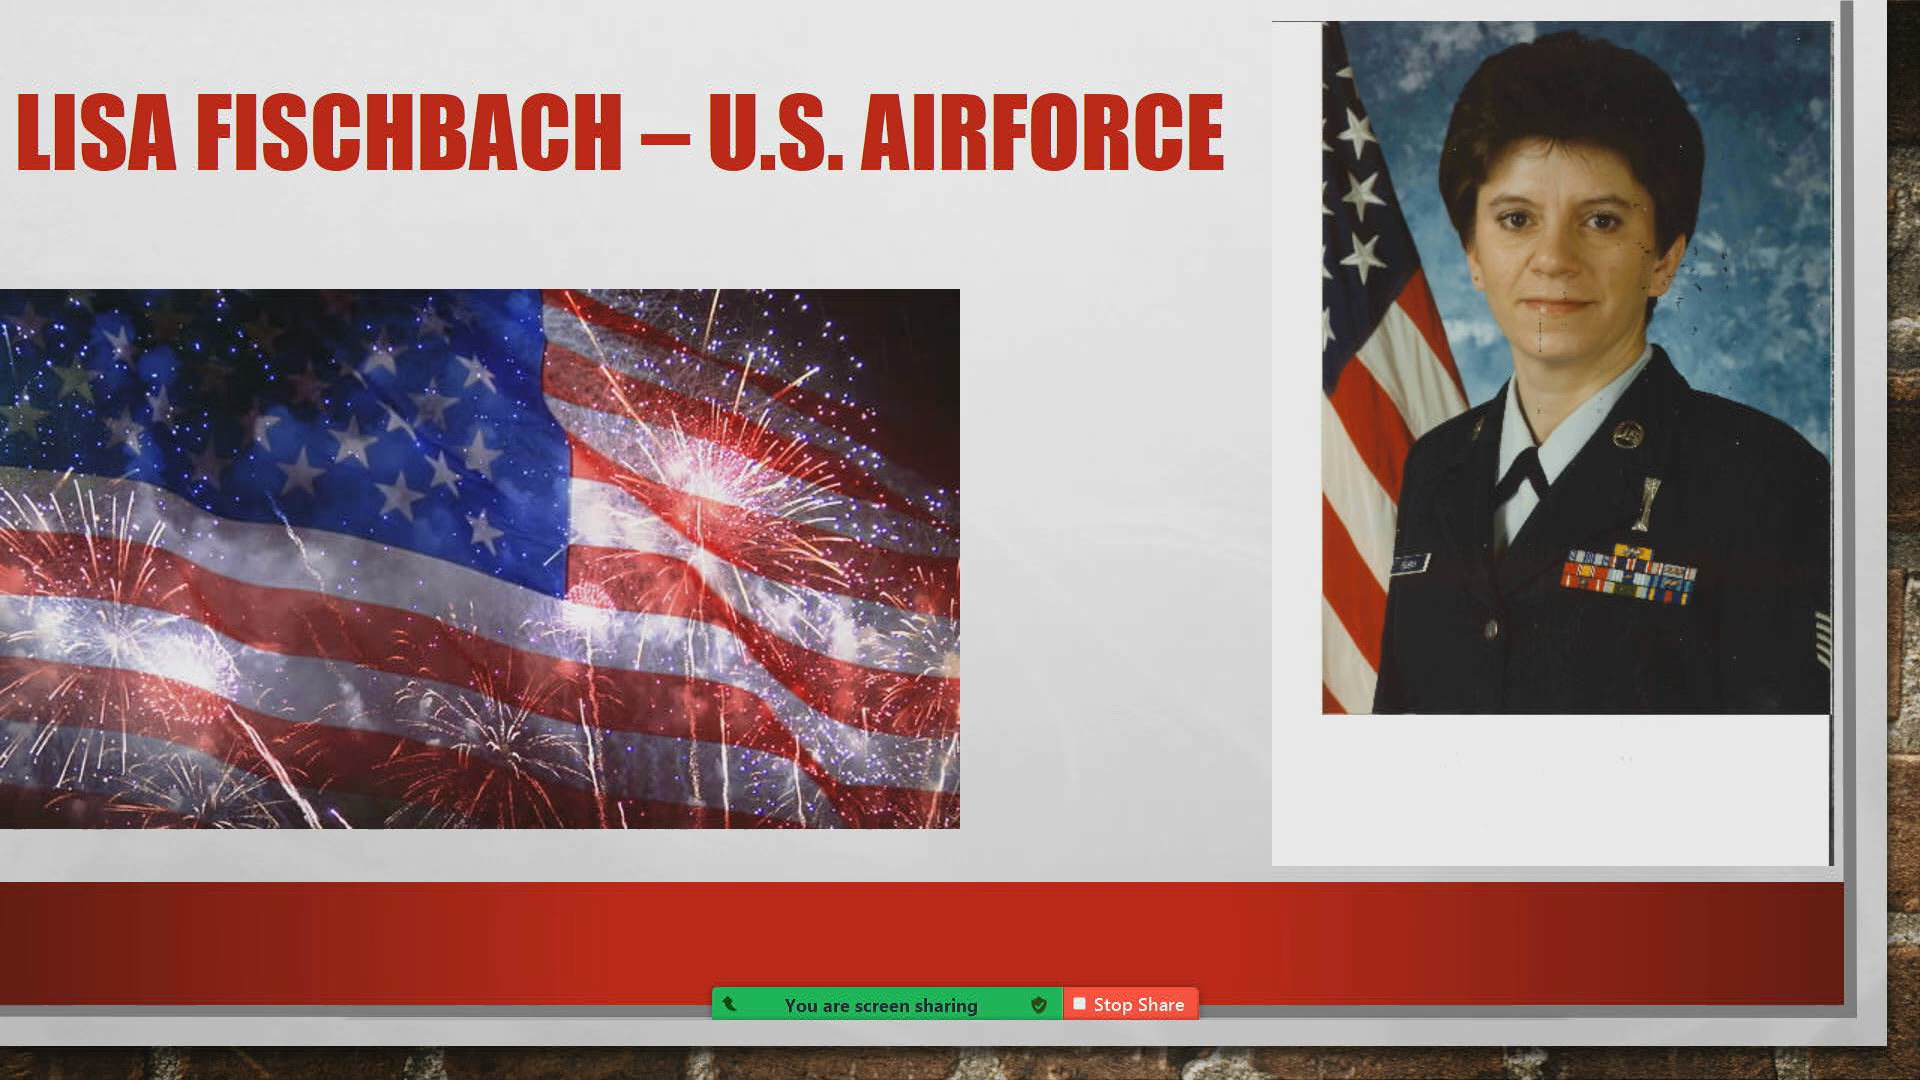 LISA FISCHBACH – U.S. AIRFORCE
You are screen sharing
Stop Share